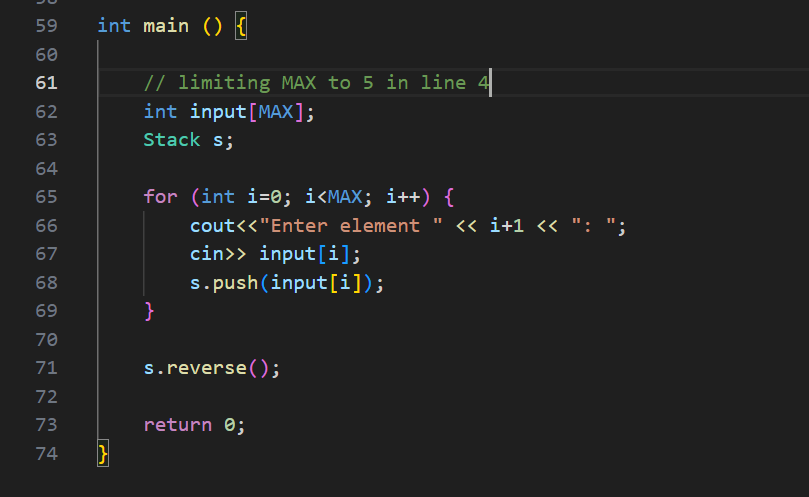 59 int main () {
60
61 // limiting MAX to 5 in line 4
62 int input[MAX];
63 Stack s;
64
65 for (int i=0; i<MAX; i++) {
66 cout<<"Enter element " << i+1 << ": ";
67 cin>> input[i];
68 s.push(input[i]);
69 }
70
71 s.reverse();
72
73 return 0;
74 }